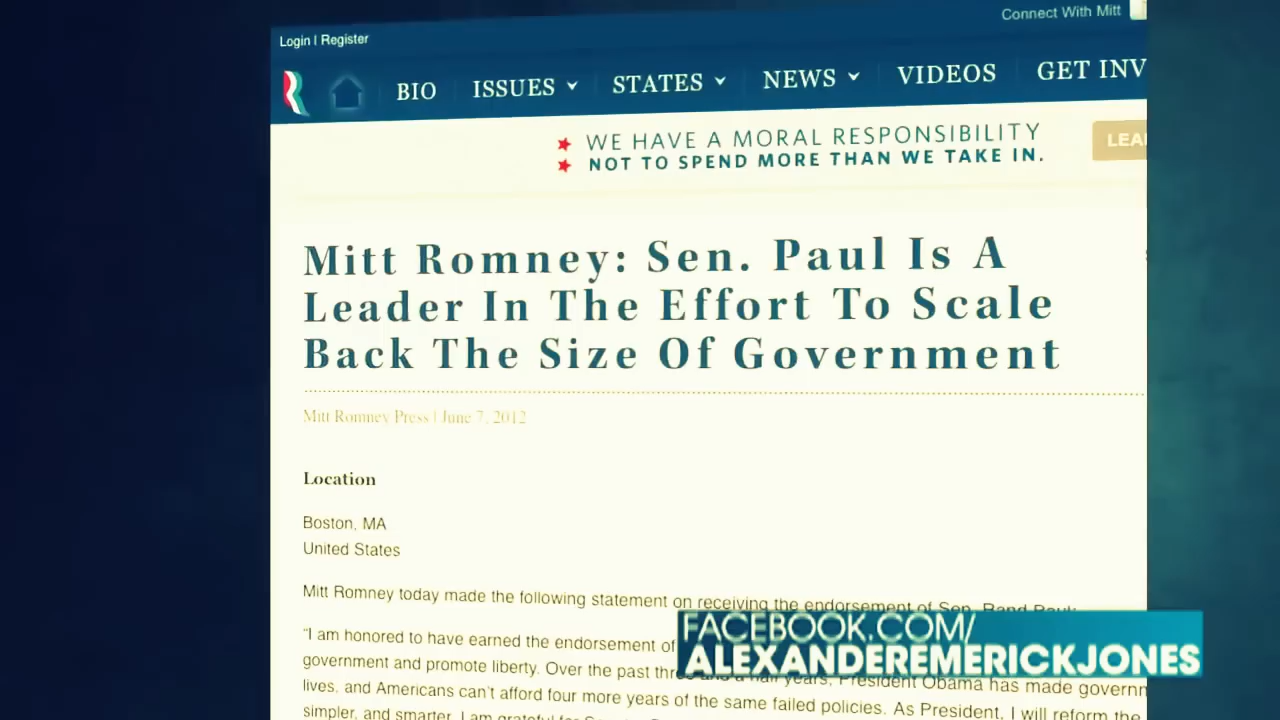 Connect With Mitt
Login | Register
BIO ISSUES STATES NEWS VIDEOS GET INV
WE HAVE A MORAL RESPONSIBILITY
NOT TO SPEND MORE THAN WE TAKE IN.
LEA
Mitt Romney: Sen. Paul Is A
Leader In The Effort To Scale
Back The Size Of Government
Mitt Romney Press | June 7, 2012
Location
Boston, MA
United States
Mitt Romney today made the following statement on receiving the endorsement of Sen. Rand Paul:
“I am honored to have earned the endorsement of
government and promote liberty. Over the past three and a half years, President Obama has made governm
lives, and Americans can’t afford four more years of the same failed policies. As President, I will reform the
simpler, and smarter. I am grateful for
FACEBOOK.COM/
ALEXANDEREMERICKJONES